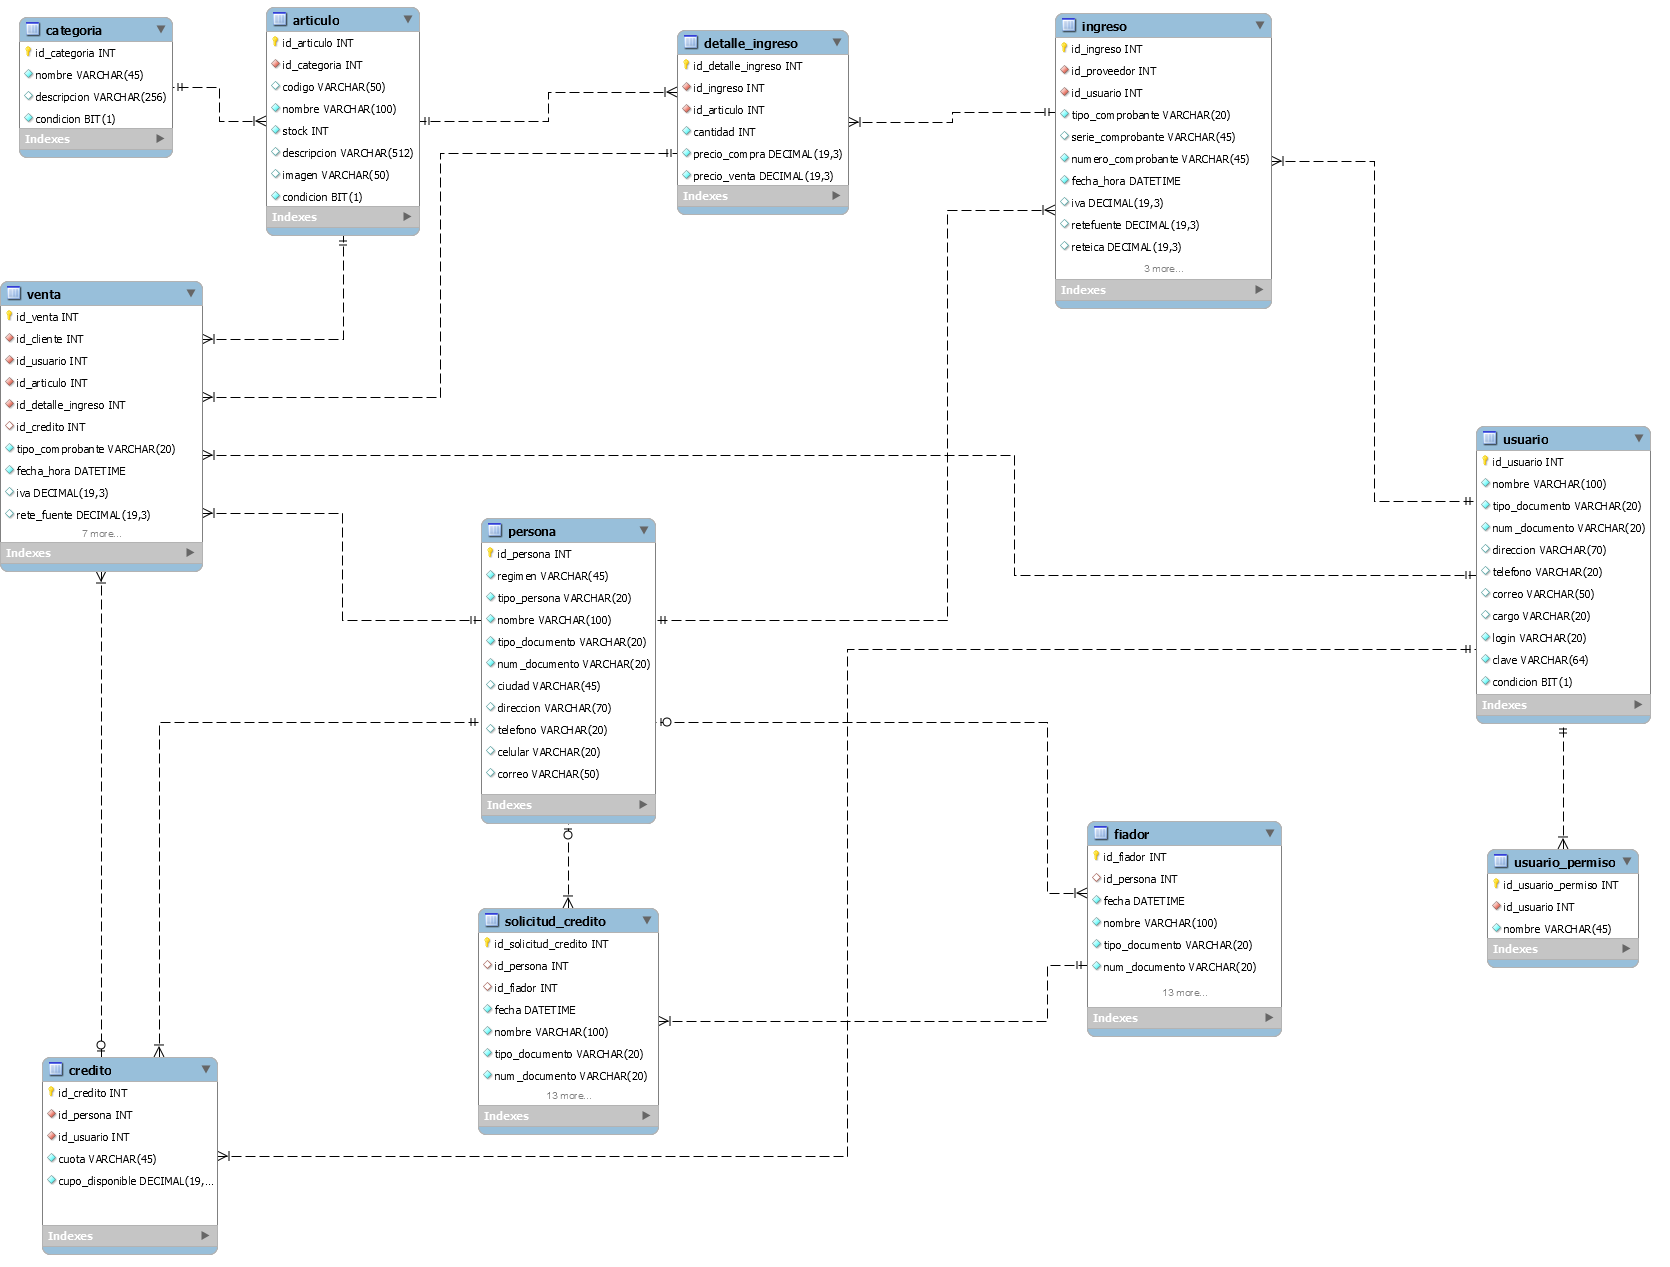 categoria
id_categoria INT
nombre VARCHAR(45)
descripcion VARCHAR(256)
condicion BIT(1)
Indexes
articulo
id_articulo INT
id_categoria INT
codigo VARCHAR(50)
nombre VARCHAR(100)
stock INT
descripcion VARCHAR(512)
imagen VARCHAR(50)
condicion BIT(1)
Indexes
detalle_ingreso
id_detalle_ingreso INT
id_ingreso INT
id_articulo INT
cantidad INT
precio_compra DECIMAL(19,3)
precio_venta DECIMAL(19,3)
Indexes
ingreso
id_ingreso INT
id_proveedor INT
id_usuario INT
tipo_comprobante VARCHAR(20)
serie_comprobante VARCHAR(45)
numero_comprobante VARCHAR(45)
fecha_hora DATETIME
iva DECIMAL(19,3)
retefuente DECIMAL(19,3)
reteica DECIMAL(19,3)
3 more...
Indexes
venta
id_venta INT
id_cliente INT
id_usuario INT
id_articulo INT
id_detalle_ingreso INT
id_credito INT
tipo_comprobante VARCHAR(20)
fecha_hora DATETIME
iva DECIMAL(19,3)
rete_fuente DECIMAL(19,3)
7 more...
Indexes
usuario
id_usuario INT
nombre VARCHAR(100)
tipo_documento VARCHAR(20)
num_documento VARCHAR(20)
direccion VARCHAR(70)
telefono VARCHAR(20)
correo VARCHAR(50)
cargo VARCHAR(20)
login VARCHAR(20)
clave VARCHAR(64)
condicion BIT(1)
Indexes
persona
id_persona INT
regimen VARCHAR(45)
tipo_persona VARCHAR(20)
nombre VARCHAR(100)
tipo_documento VARCHAR(20)
num_documento VARCHAR(20)
ciudad VARCHAR(45)
direccion VARCHAR(70)
telefono VARCHAR(20)
celular VARCHAR(20)
correo VARCHAR(50)
Indexes
fiador
id_fiador INT
id_persona INT
fecha DATETIME
nombre VARCHAR(100)
tipo_documento VARCHAR(20)
num_documento VARCHAR(20)
13 more...
Indexes
usuario_permiso
id_usuario_permiso INT
id_usuario INT
nombre VARCHAR(45)
Indexes
solicitud_credito
id_solicitud_credito INT
id_persona INT
id_fiador INT
fecha DATETIME
nombre VARCHAR(100)
tipo_documento VARCHAR(20)
num_documento VARCHAR(20)
13 more...
Indexes
credito
id_credito INT
id_persona INT
id_usuario INT
cuota VARCHAR(45)
cupo_disponible DECIMAL(19,...
Indexes